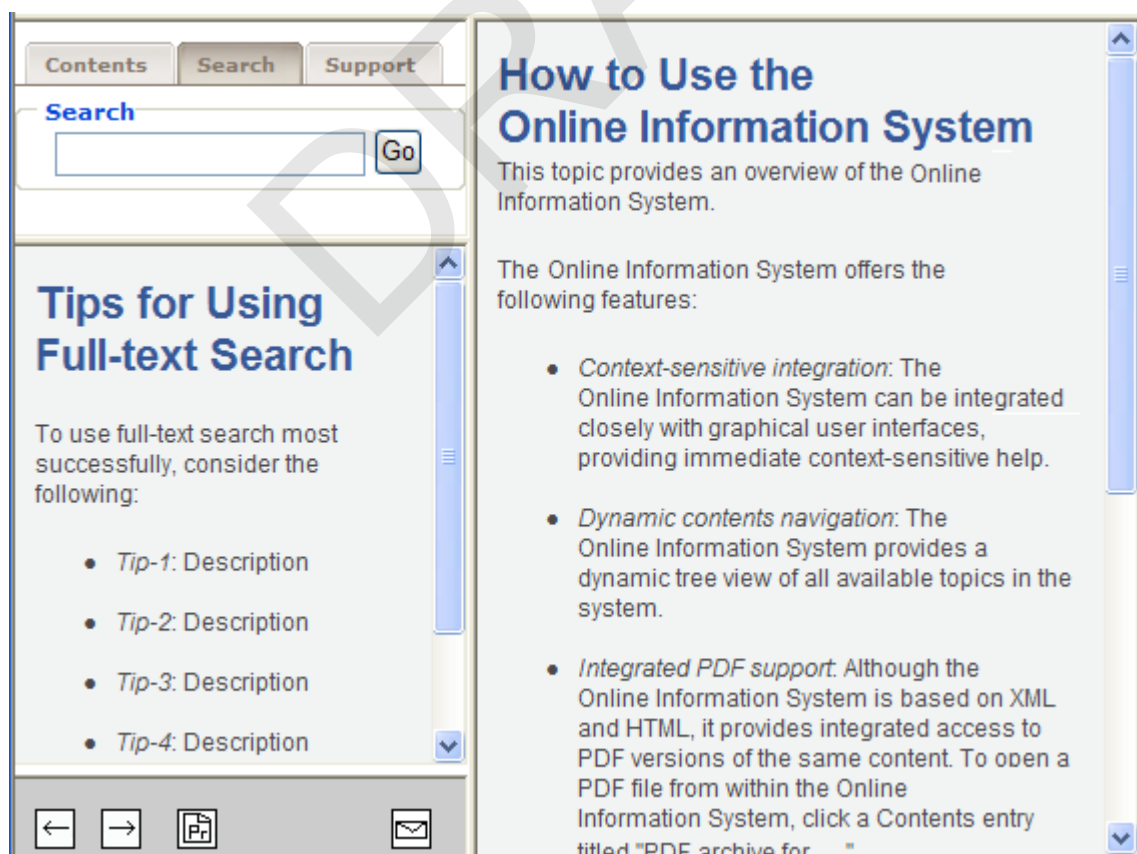 Contents Search Support
Search
Go
Tips for Using
Full-text Search
To use full-text search most
successfully, consider the
following:
• Tip-1: Description
• Tip-2: Description
• Tip-3: Description
• Tip-4: Description
Pr
How to Use the
Online Information System
This topic provides an overview of the Online
Information System.
The Online Information System offers the
following features:
• Context-sensitive integration: The
Online Information System can be integrated
closely with graphical user interfaces,
providing immediate context-sensitive help.
• Dynamic contents navigation: The
Online Information System provides a
dynamic tree view of all available topics in the
system.
• Integrated PDF support: Although the
Online Information System is based on XML
and HTML, it provides integrated access to
PDF versions of the same content. To open a
PDF file from within the Online
Information System, click a Contents entry
titled "PDF archive for ... "
DRA